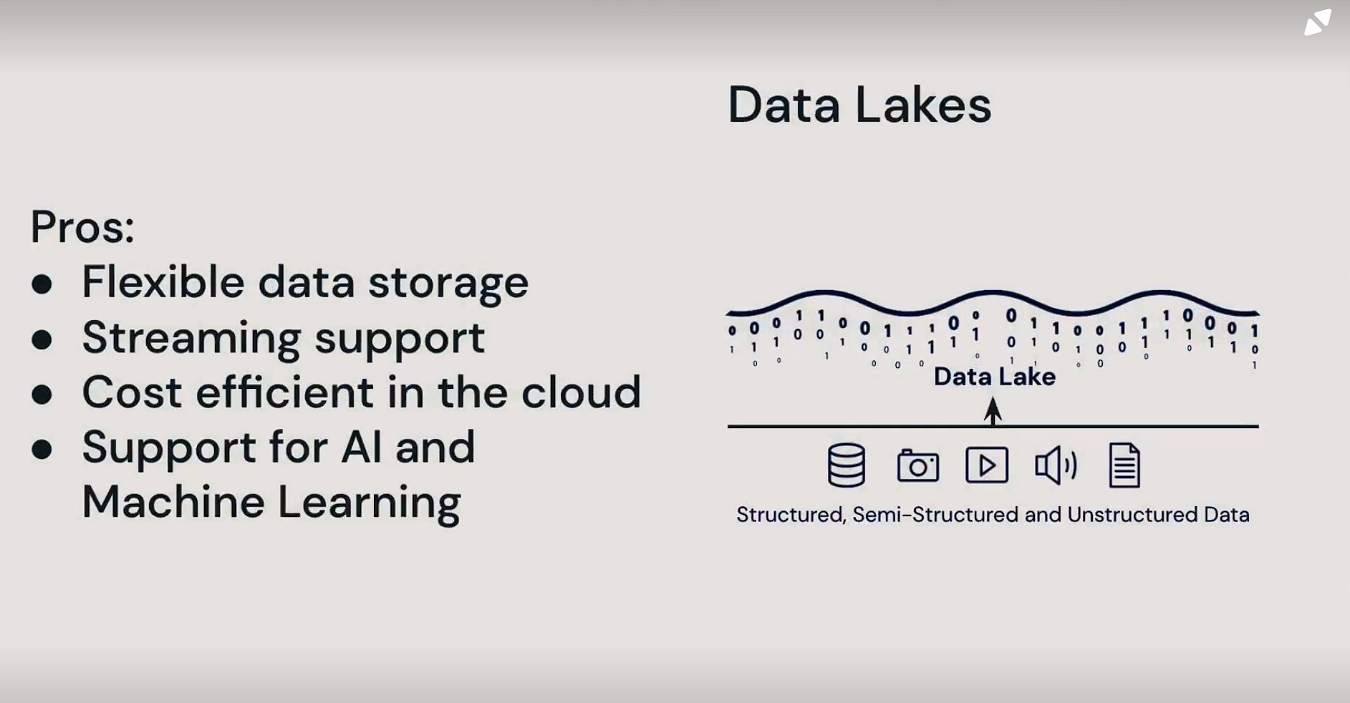 Data Lakes
Pros:
● Flexible data storage
● Streaming support
● Cost efficient in the cloud
● Support for AI and
Machine Learning
Data Lake
Structured, Semi-Structured and Unstructured Data